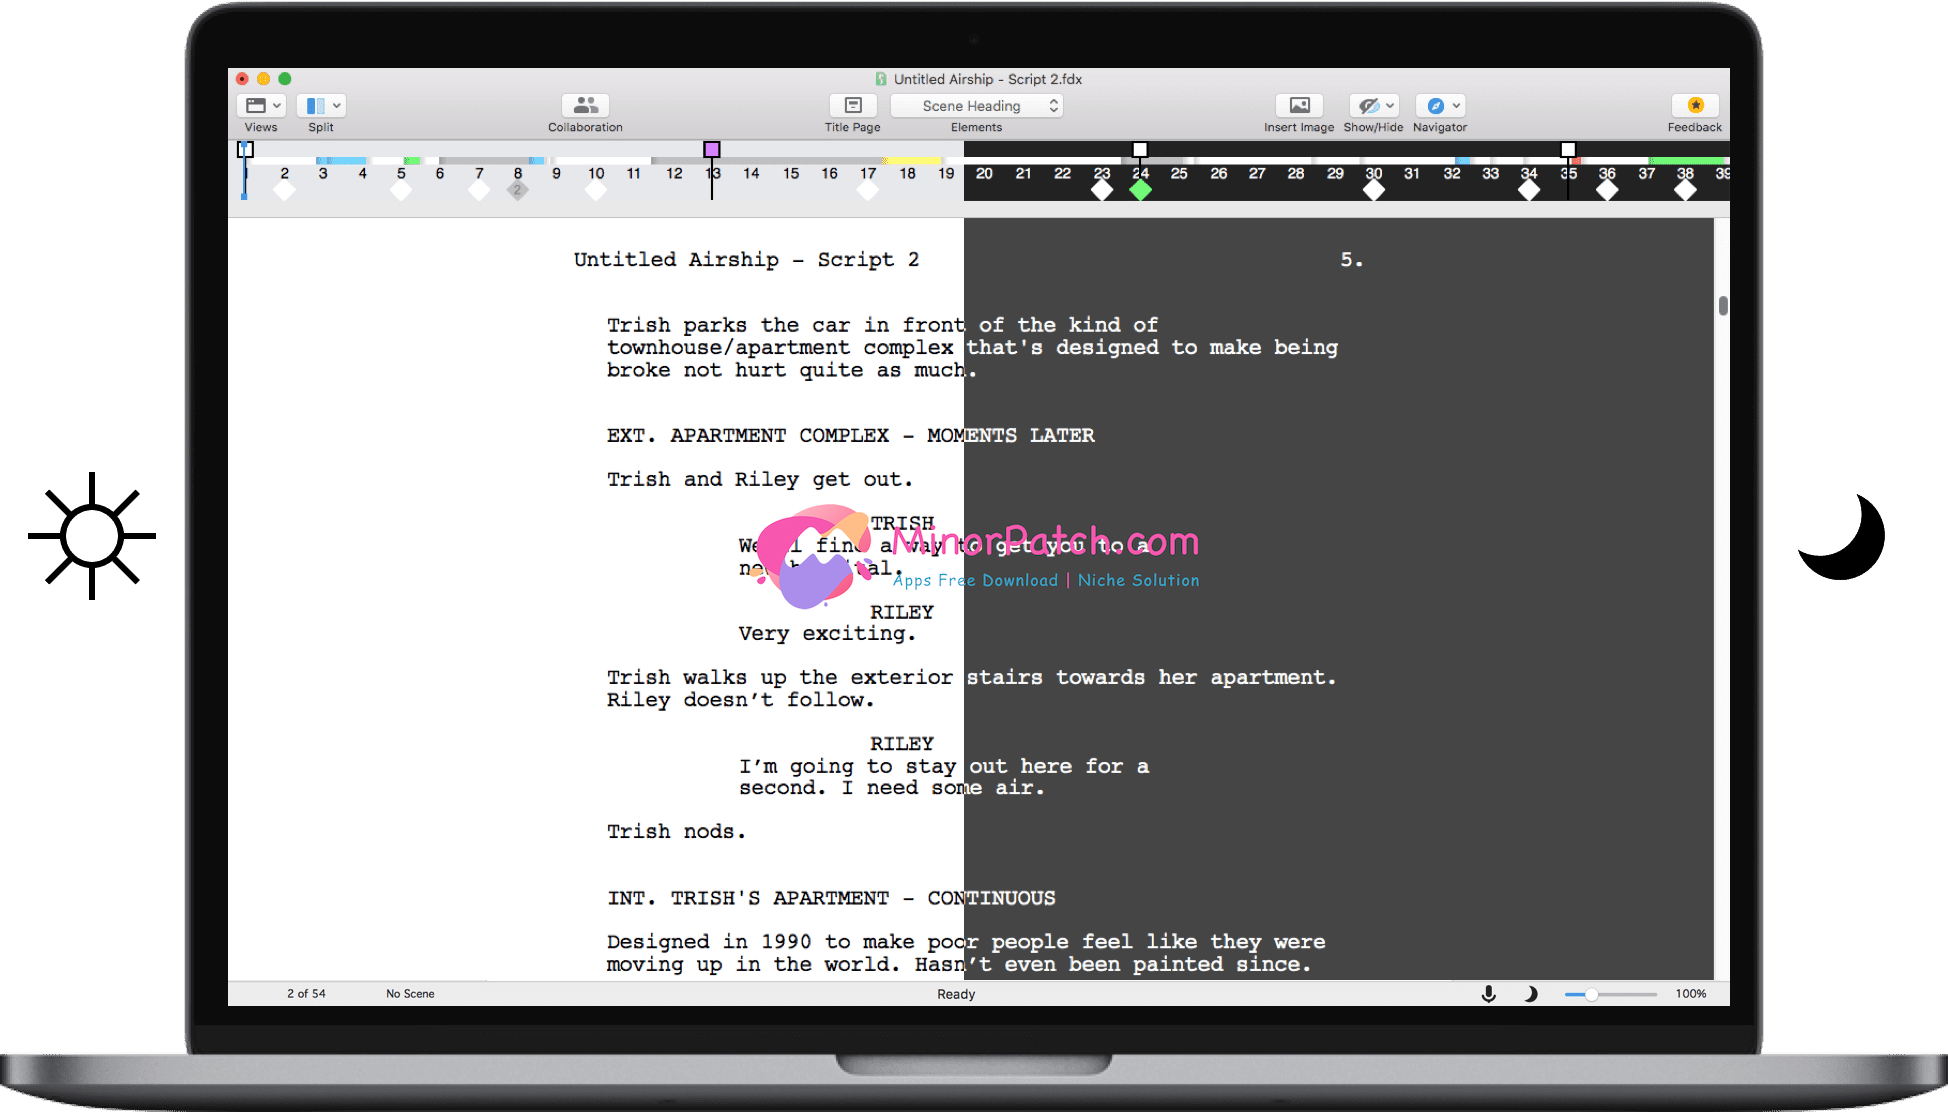 Untitled Airship - Script 2.fdx
Views
Split
Collaboration
Title Page
Scene Heading
Elements
Insert Image
Show/Hide
Navigator
Feedback
2 3 4 5 6 7 8 9 10 11 12 13 14 15 16 17 18 19 20 21 22 23 24 25 26 27 28 29 30 31 32 33 34 35 36 37 38 39
2
Untitled Airship – Script 2 5.
Trish parks the car in front of the kind of
townhouse/apartment complex that's designed to make being
broke not hurt quite as much.
EXT. APARTMENT COMPLEX – MOMENTS LATER
Trish and Riley get out.
TRISH
find a way to get you to a
MinorPatch.com
Apps Free Download | Niche Solution
RILEY
Very exciting.
Trish walks up the exterior stairs towards her apartment.
Riley doesn’t follow.
RILEY
I’m going to stay out here for a
second. I need some air.
Trish nods.
INT. TRISH'S APARTMENT – CONTINUOUS
Designed in 1990 to make poor people feel like they were
moving up in the world. Hasn’t even been painted since.
2 of 54
No Scene
Ready
100%